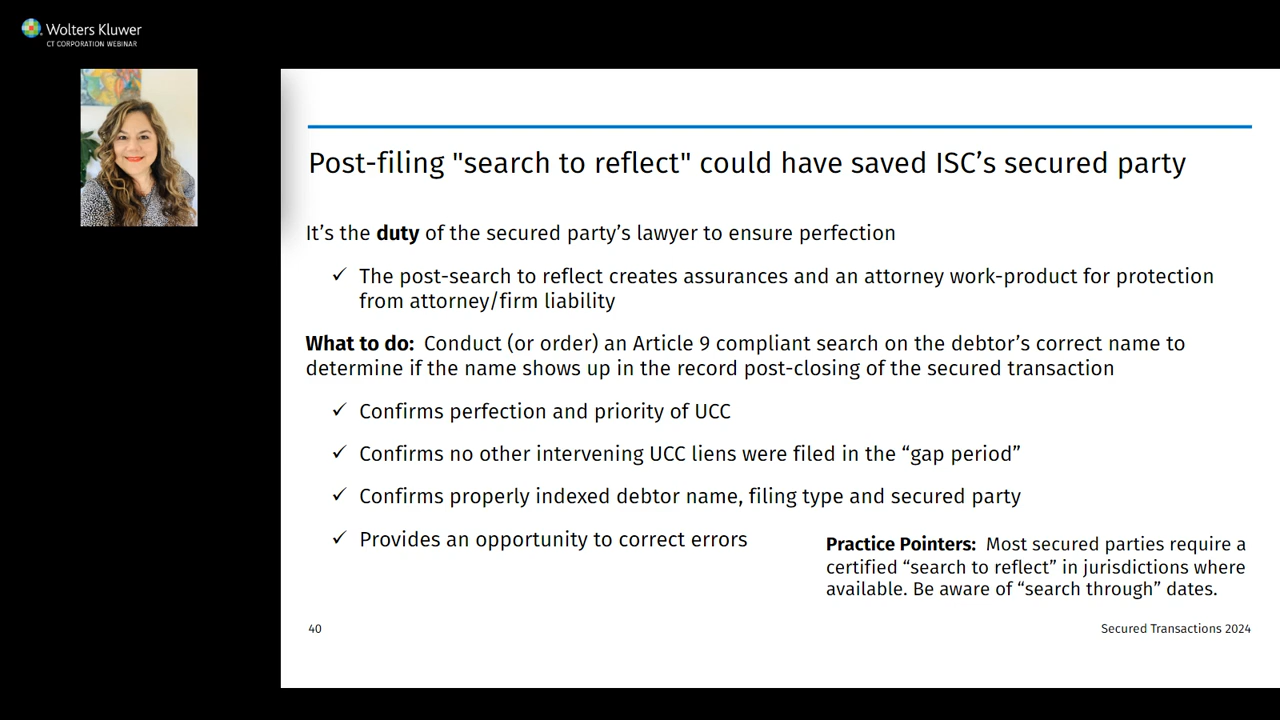 Wolters Kluwer
CT CORPORATION WEBINAR
Post-filing "search to reflect" could have saved ISC’s secured party
It’s the duty of the secured party’s lawyer to ensure perfection
✓ The post-search to reflect creates assurances and an attorney work-product for protection
from attorney/firm liability
What to do: Conduct (or order) an Article 9 compliant search on the debtor’s correct name to
determine if the name shows up in the record post-closing of the secured transaction
✓ Confirms perfection and priority of UCC
✓ Confirms no other intervening UCC liens were filed in the “gap period”
✓ Confirms properly indexed debtor name, filing type and secured party
✓ Provides an opportunity to correct errors
Practice Pointers: Most secured parties require a
certified “search to reflect” in jurisdictions where
available. Be aware of “search through” dates.
40
Secured Transactions 2024